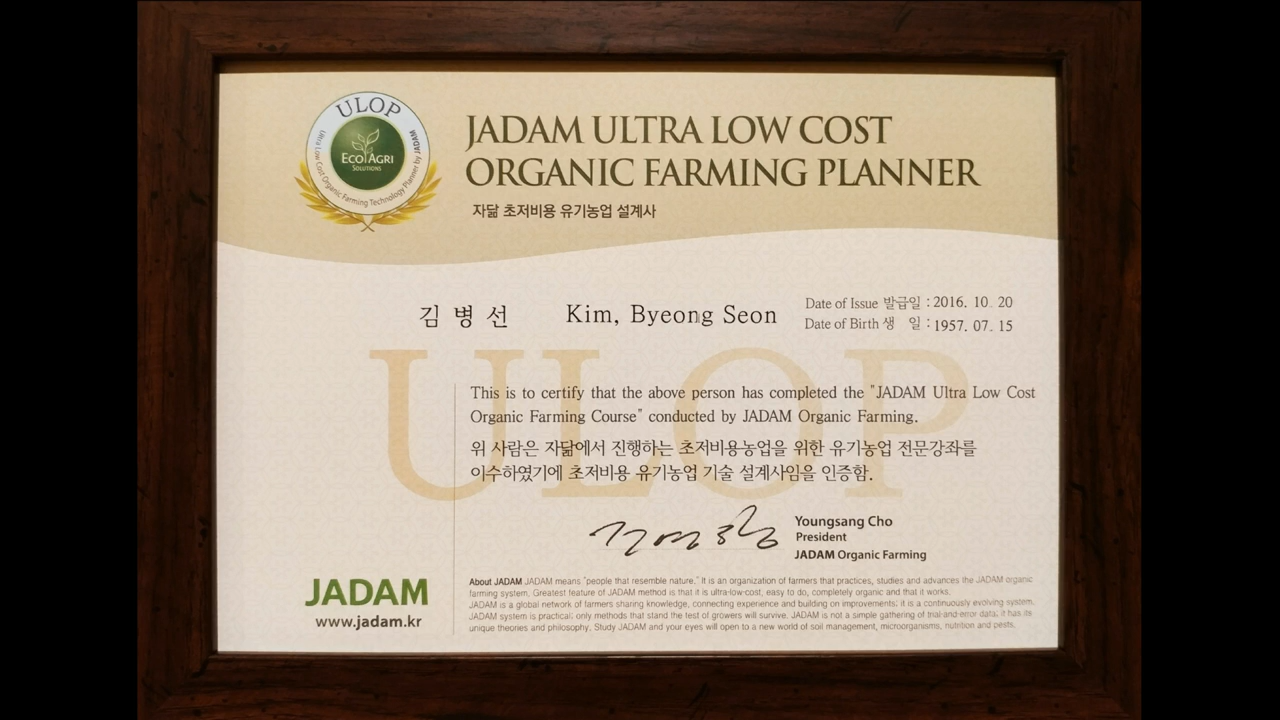 ULOP
Ultra Low Cost Organic Farming Technology Planner by JADAM
ECO AGRI
SOLUTIONS
JADAM ULTRA LOW COST
ORGANIC FARMING PLANNER
자닮 초저비용 유기농업 설계사
김 병 선 Kim, Byeong Seon
Date of Issue 발급일 : 2016. 10. 20
Date of Birth 생 일 : 1957. 07. 15
ULOP
This is to certify that the above person has completed the "JADAM Ultra Low Cost
Organic Farming Course" conducted by JADAM Organic Farming.
위 사람은 자닮에서 진행하는 초저비용농업을 위한 유기농업 전문강좌를
이수하였기에 초저비용 유기농업 기술 설계사임을 인증함.
조영상
Youngsang Cho
President
JADAM Organic Farming
JADAM
www.jadam.kr
About JADAM JADAM means "people that resemble nature." It is an organization of farmers that practices, studies and advances the JADAM organic
farming system. Greatest feature of JADAM method is that it is ultra-low-cost, easy to do, completely organic and that it works.
JADAM is a global network of farmers sharing knowledge, connecting experience and building on improvements; it is a continuously evolving system.
JADAM system is practical; only methods that stand the test of growers will survive. JADAM is not a simple gathering of trial-and-error data; it has its
unique theories and philosophy. Study JADAM and your eyes will open to a new world of soil management, microorganisms, nutrition and pests.